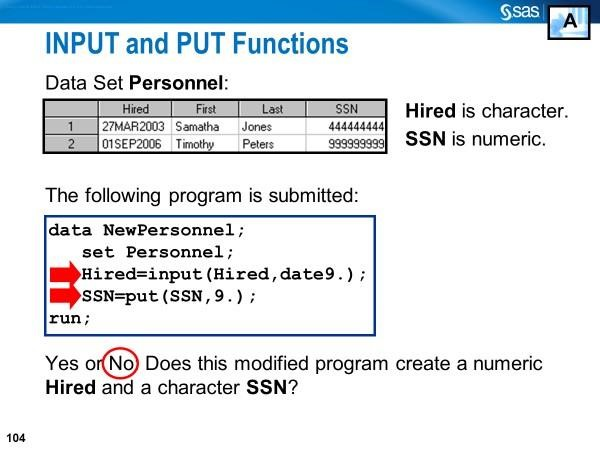 sas
A
INPUT and PUT Functions
Data Set Personnel:
Hired First Last SSN
1 27MAR2003 Samatha Jones 444444444
2 01SEP2006 Timothy Peters 999999999
Hired is character.
SSN is numeric.
The following program is submitted:
data NewPersonnel;
set Personnel;
Hired=input(Hired,date9.);
SSN=put(SSN,9.);
run;
Yes or No: Does this modified program create a numeric
Hired and a character SSN?
104